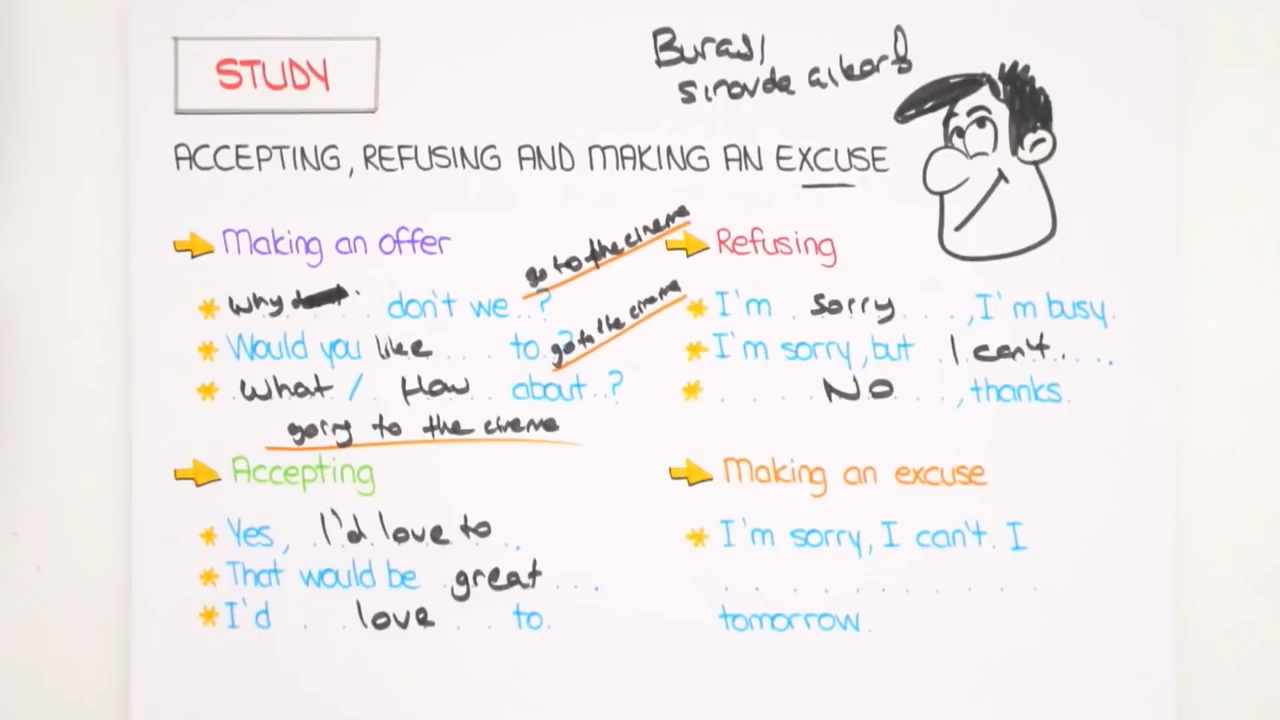 STUDY
Burası
sınavda çıkar
ACCEPTING, REFUSING AND MAKING AN EXCUSE
Making an offer
Why don't we..?
go to the cinema
Would you like .... to..?
go to the cinema
What / How about..?
going to the cinema
Accepting
Yes, I'd love to ..
That would be great ...
I'd .. love .. to.
Refusing
I'm . sorry ..., I'm busy.
I'm sorry, but I can't....
.... No ..., thanks.
Making an excuse
I'm sorry, I can't. I
...........
tomorrow.